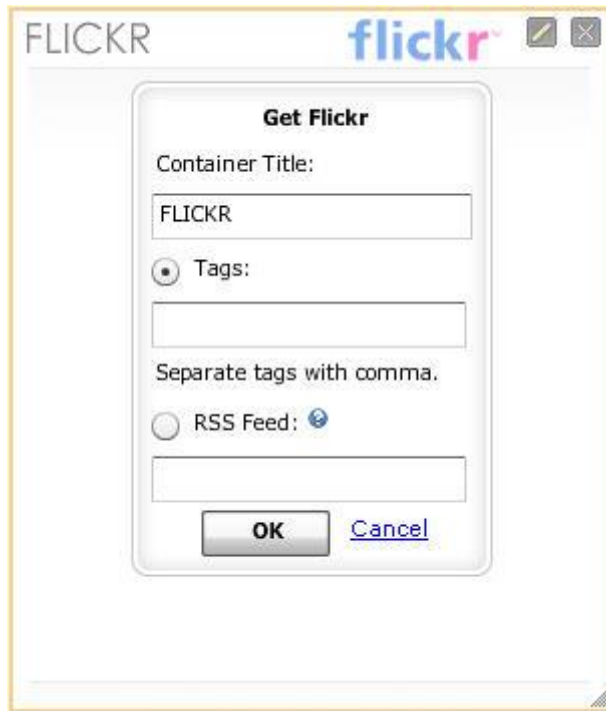 FLICKR
flickr
Get Flickr
Container Title:
FLICKR
Tags:
Separate tags with comma.
RSS Feed:
OK Cancel